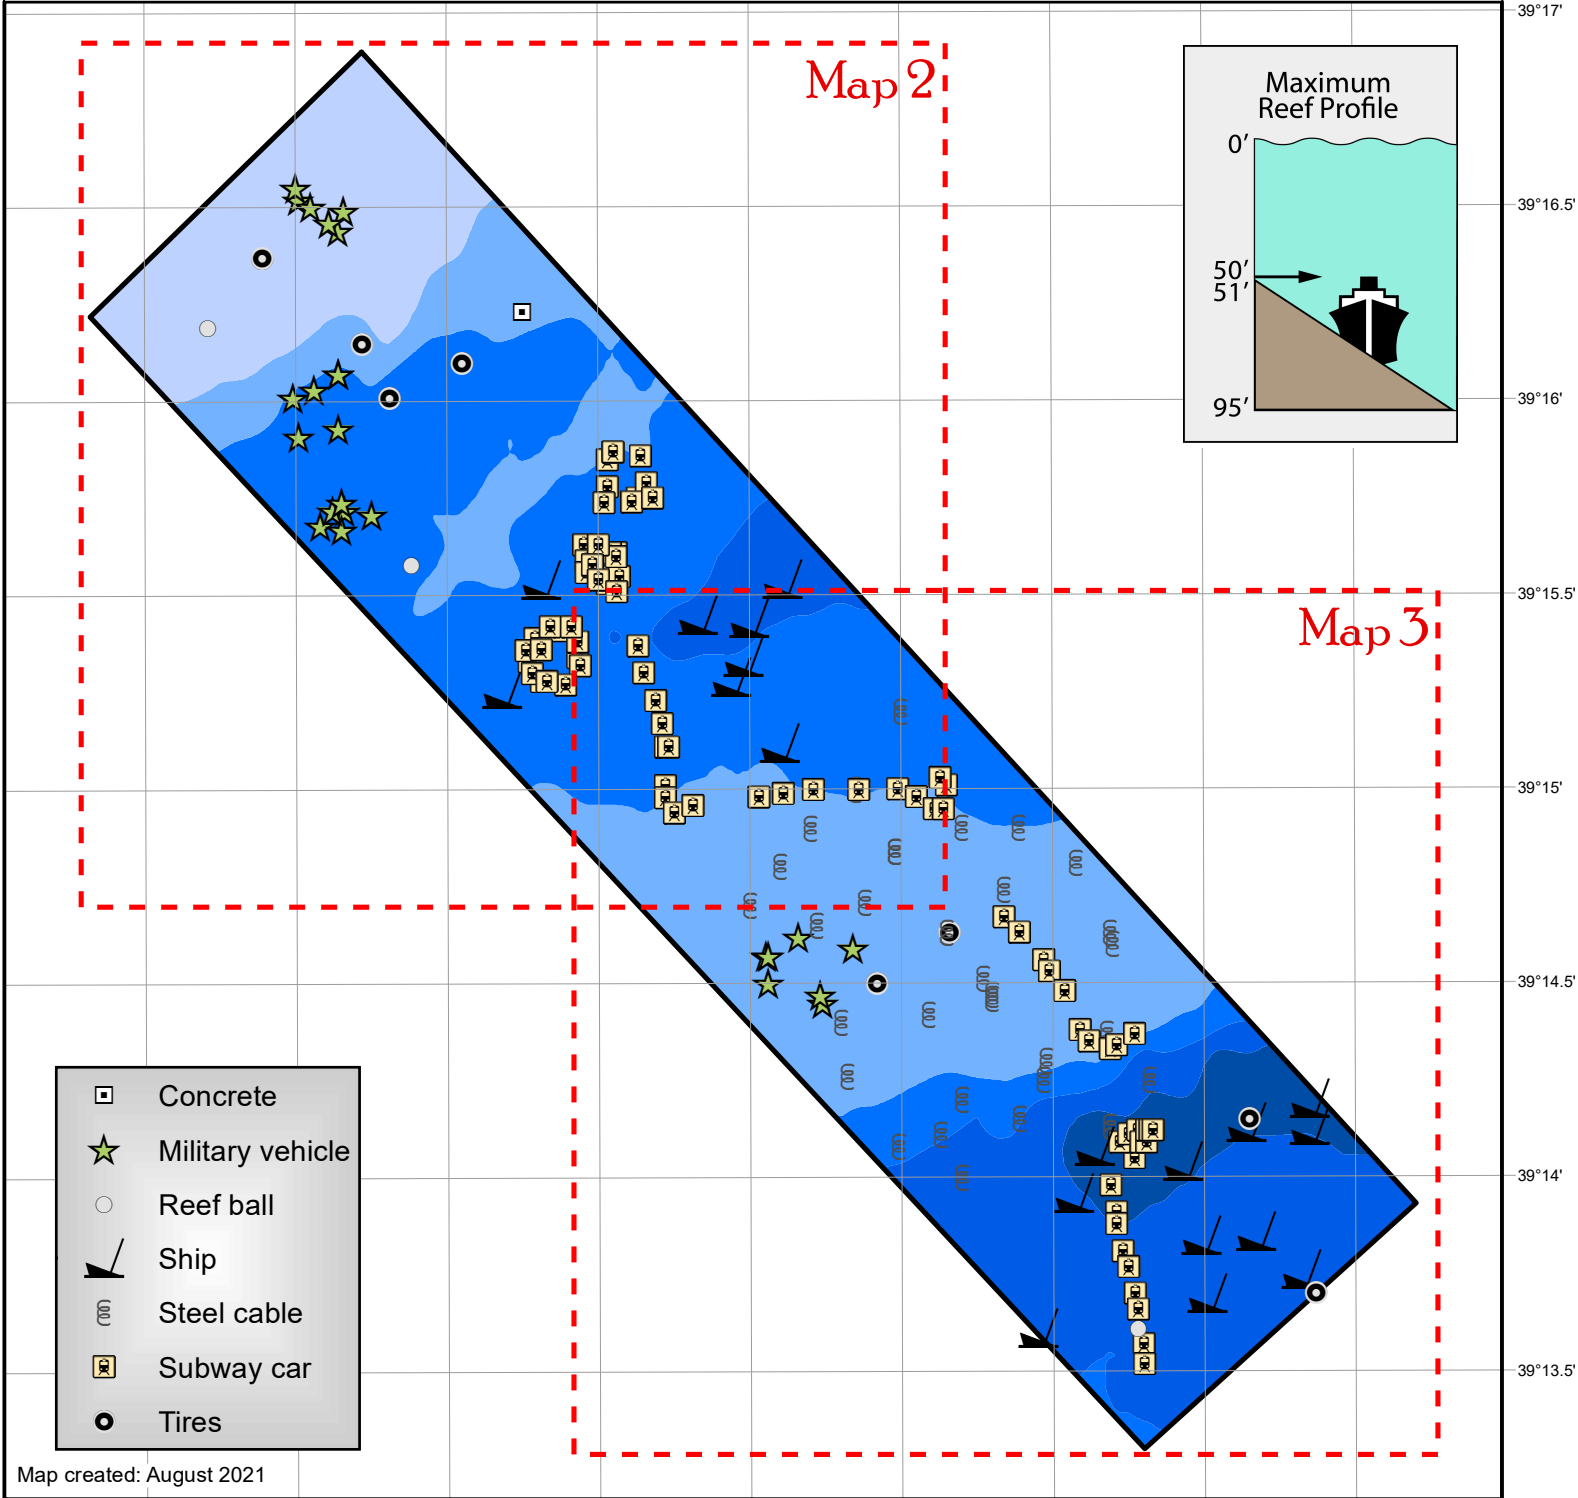 39°17'
Map 2
Maximum
Reef Profile
0'
39°16.5'
50'
51'
39°16'
95'
39°15.5'
Map 3
39°15'
39°14.5'
Concrete
Military vehicle
39°14'
Reef ball
Ship
Steel cable
Subway car
39°13.5'
Tires
Map created: August 2021